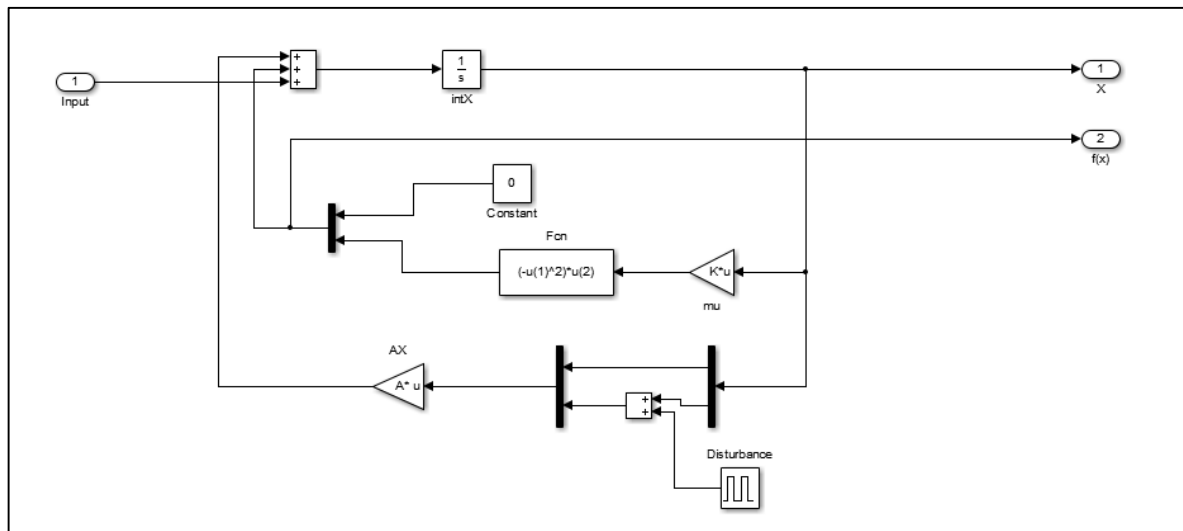 1
Input
+
+
+
1
s
intX
1
X
2
f(x)
0
Constant
Fcn
(-u(1)^2)*u(2)
K*u
mu
AX
A* u
+
+
Disturbance